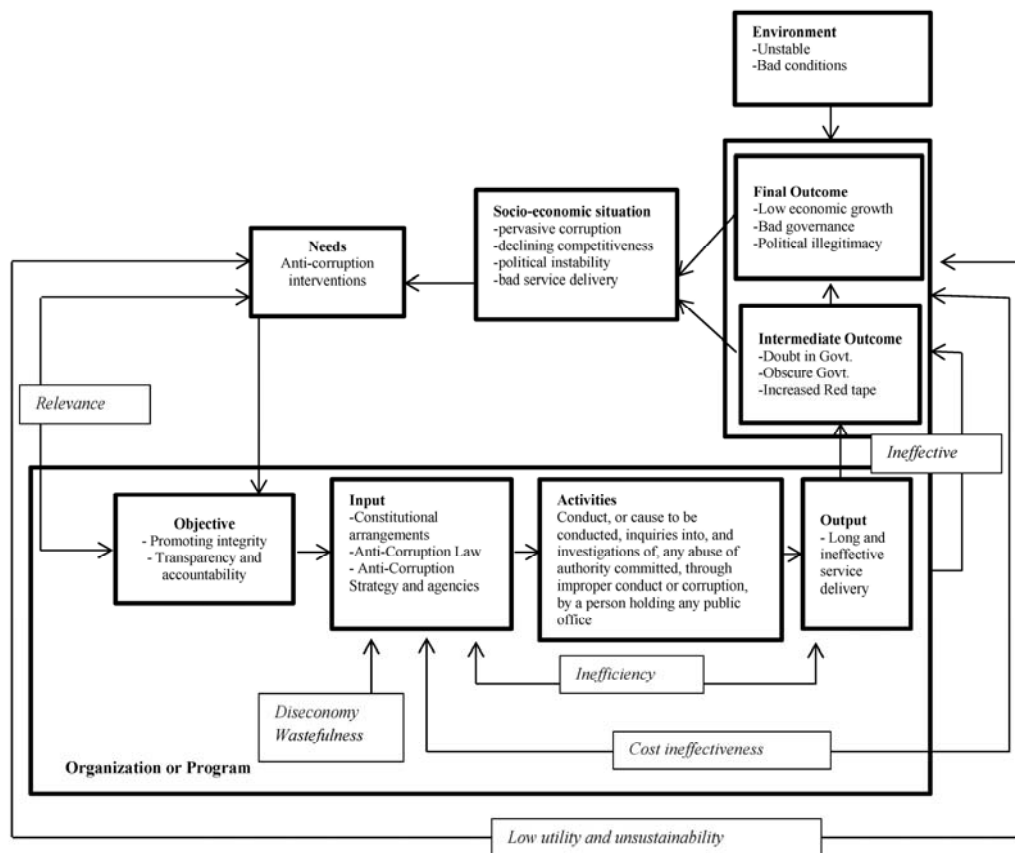 Environment
-Unstable
-Bad conditions
Final Outcome
-Low economic growth
-Bad governance
-Political illegitimacy
Socio-economic situation
-pervasive corruption
-declining competitiveness
-political instability
-bad service delivery
Needs
Anti-corruption
interventions
Intermediate Outcome
-Doubt in Govt.
-Obscure Govt.
-Increased Red tape
Relevance
Ineffective
Objective
- Promoting integrity
- Transparency and
accountability
Input
-Constitutional
arrangements
-Anti-Corruption Law
- Anti-Corruption
Strategy and agencies
Activities
Conduct, or cause to be
conducted, inquiries into, and
investigations of, any abuse of
authority committed, through
improper conduct or corruption,
by a person holding any public
office
Output
- Long and
ineffective
service
delivery
Inefficiency
Diseconomy
Wastefulness
Cost ineffectiveness
Organization or Program
Low utility and unsustainability